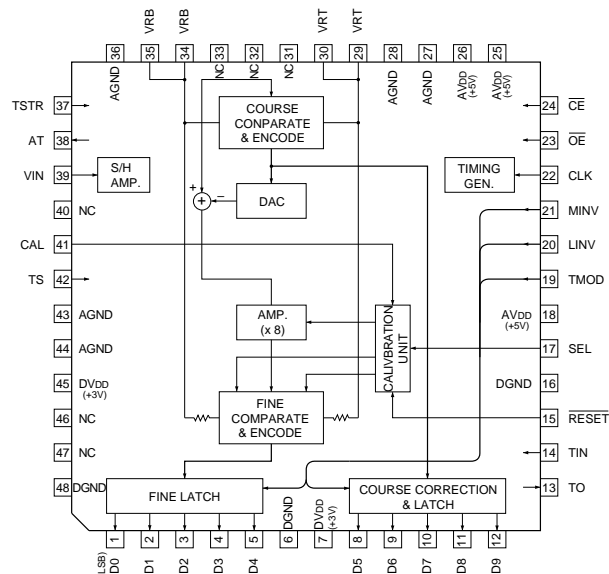 VRB
VRB
VRT
VRT
36
35
34
33
32
31
30
29
28
27
26
25
AGND
NC
NC
NC
AGND
AGND
AVDD
(+5V)
AVDD
(+5V)
TSTR
37
AT
38
VIN
39
40
NC
CAL
41
TS
42
43
AGND
44
AGND
45
DVDD
(+3V)
46
NC
47
NC
48
DGND
COURSE
CONPARATE
& ENCODE
S/H
AMP.
+
–
+
DAC
TIMING
GEN.
AMP.
(x 8)
CALIVBRATION
UNIT
FINE
COMPARATE
& ENCODE
FINE LATCH
COURSE CORRECTION
& LATCH
24
CE
23
OE
22
CLK
21
MINV
20
LINV
19
TMOD
AVDD
(+5V)
18
17
SEL
DGND
16
15
RESET
14
TIN
13
TO
DGND
DVDD
(+3V)
1
2
3
4
5
6
7
8
9
10
11
12
LSB)
D0
D1
D2
D3
D4
D5
D6
D7
D8
D9